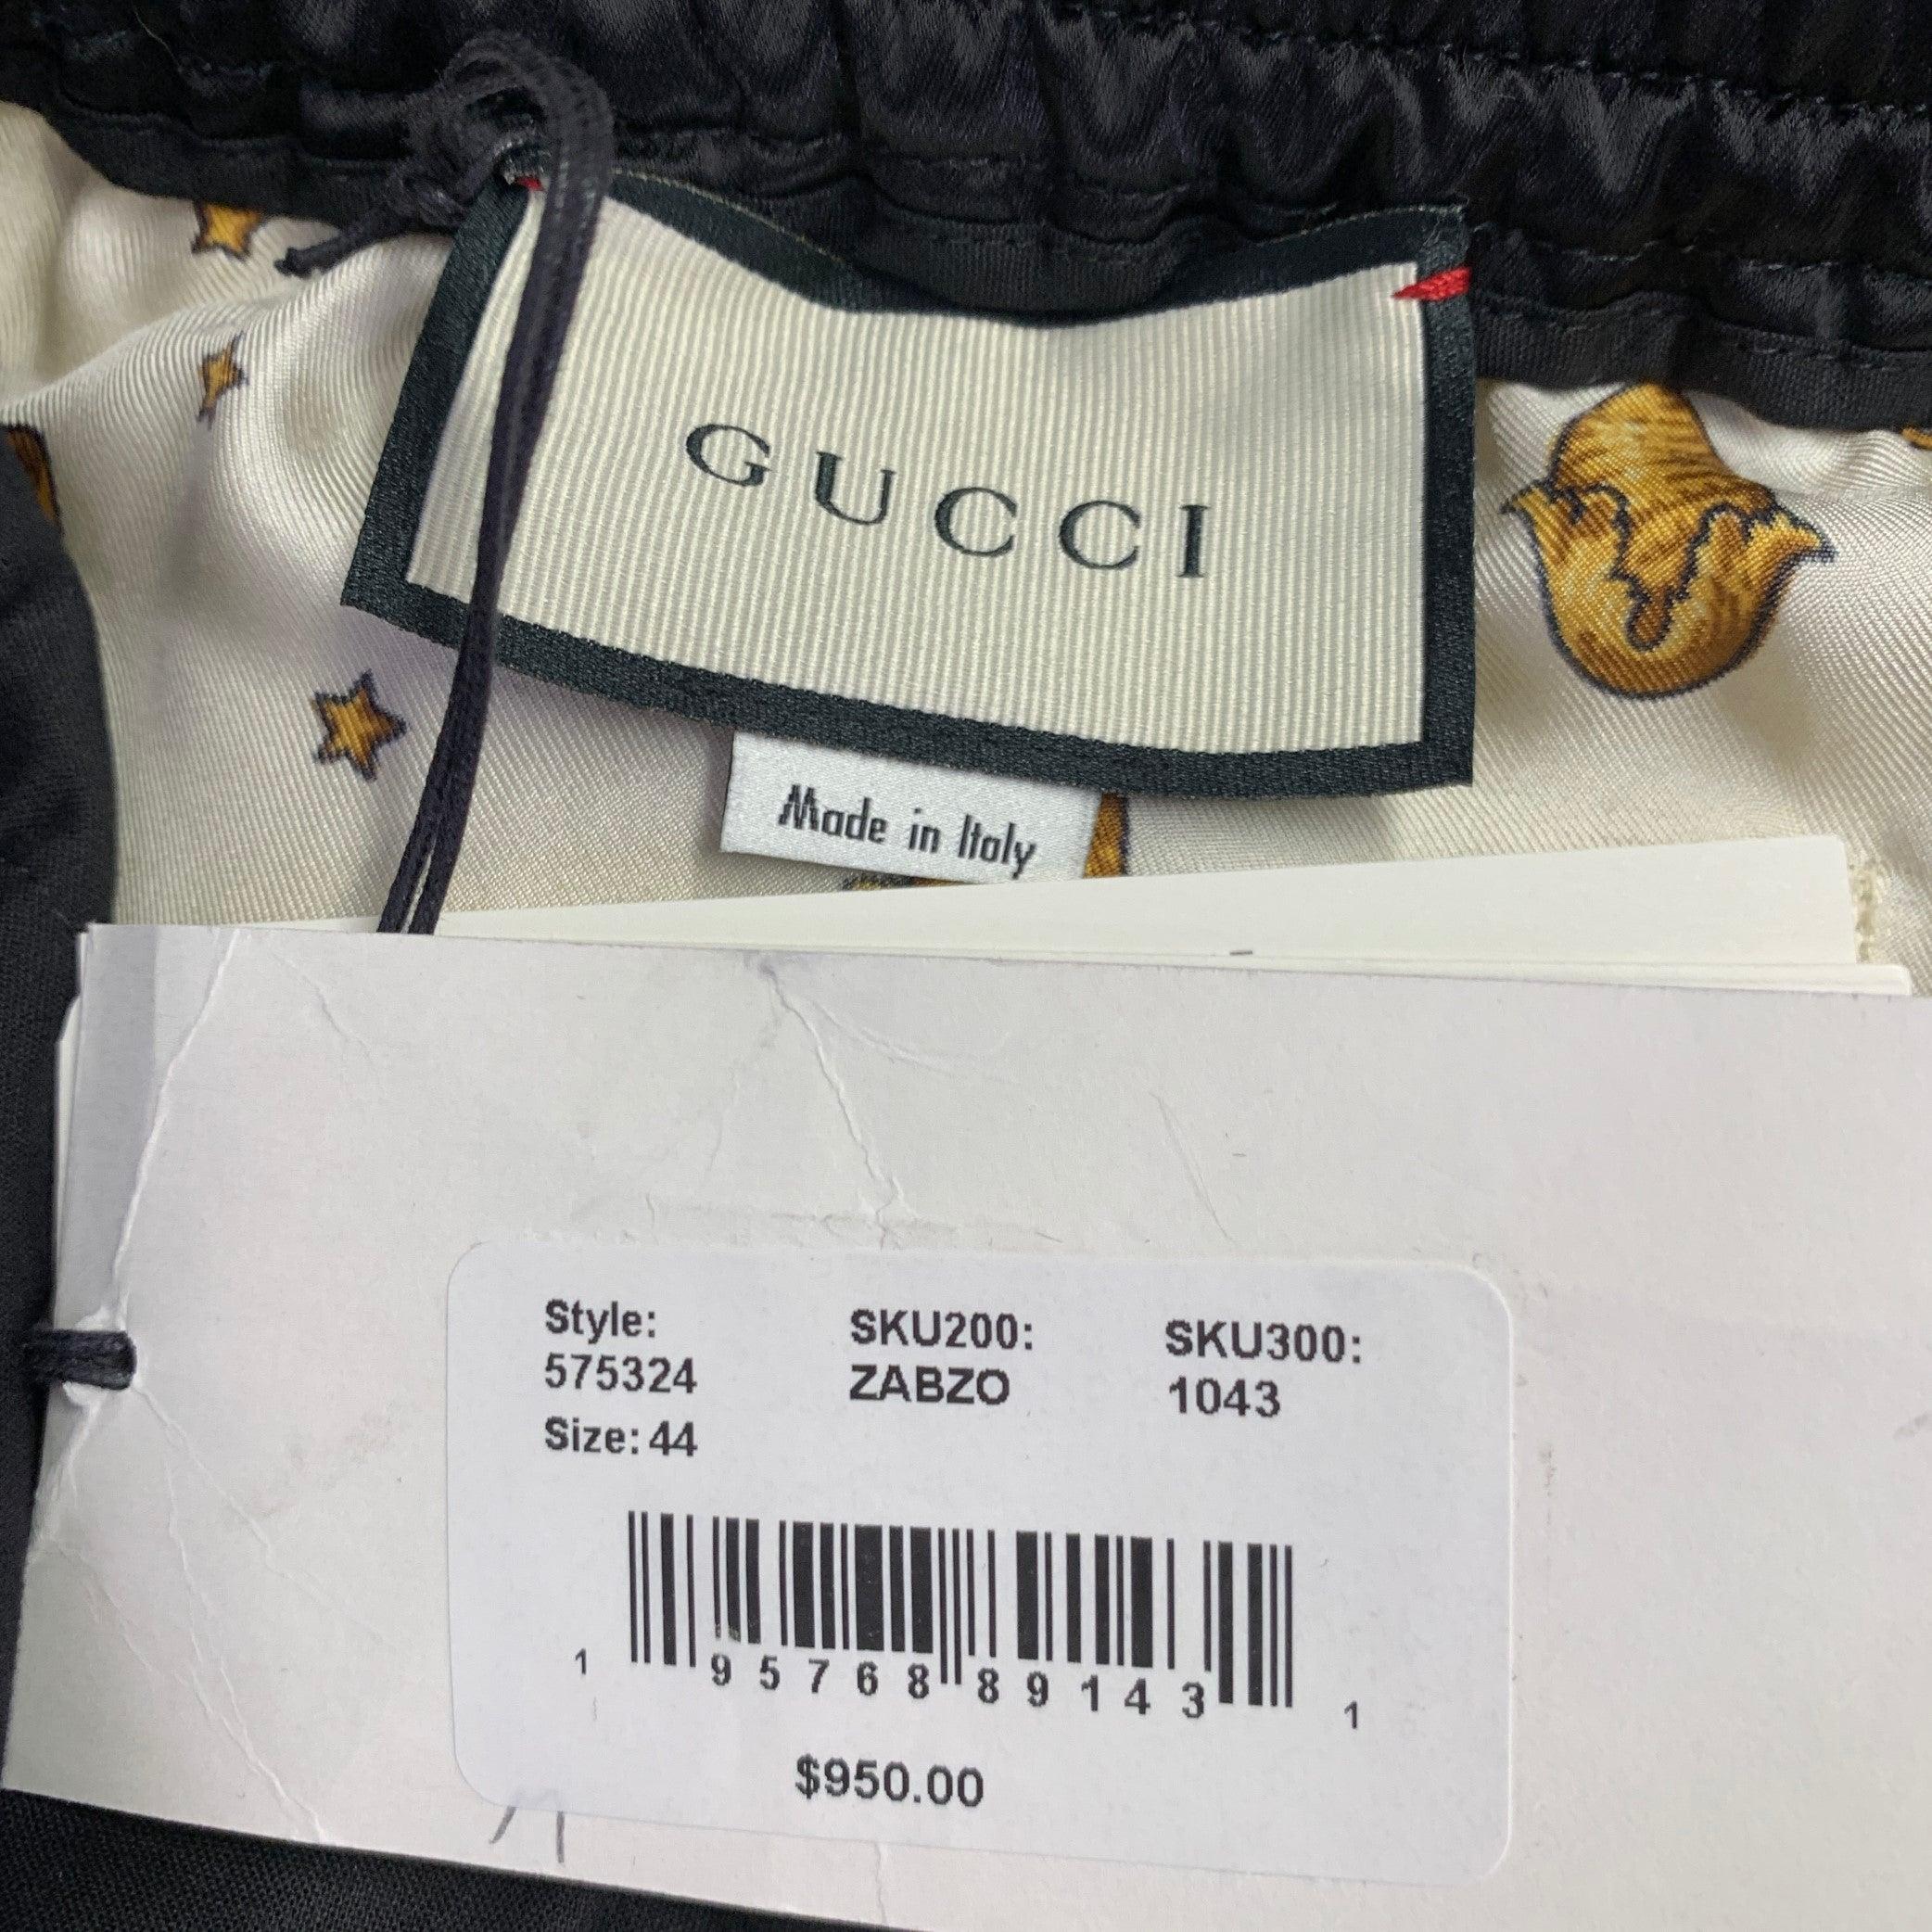 GUCCI
Made in Italy
Style: SKU200: SKU300:
575324 ZABZO 1043
Size: 44
1 95768 89143 1
$950.00